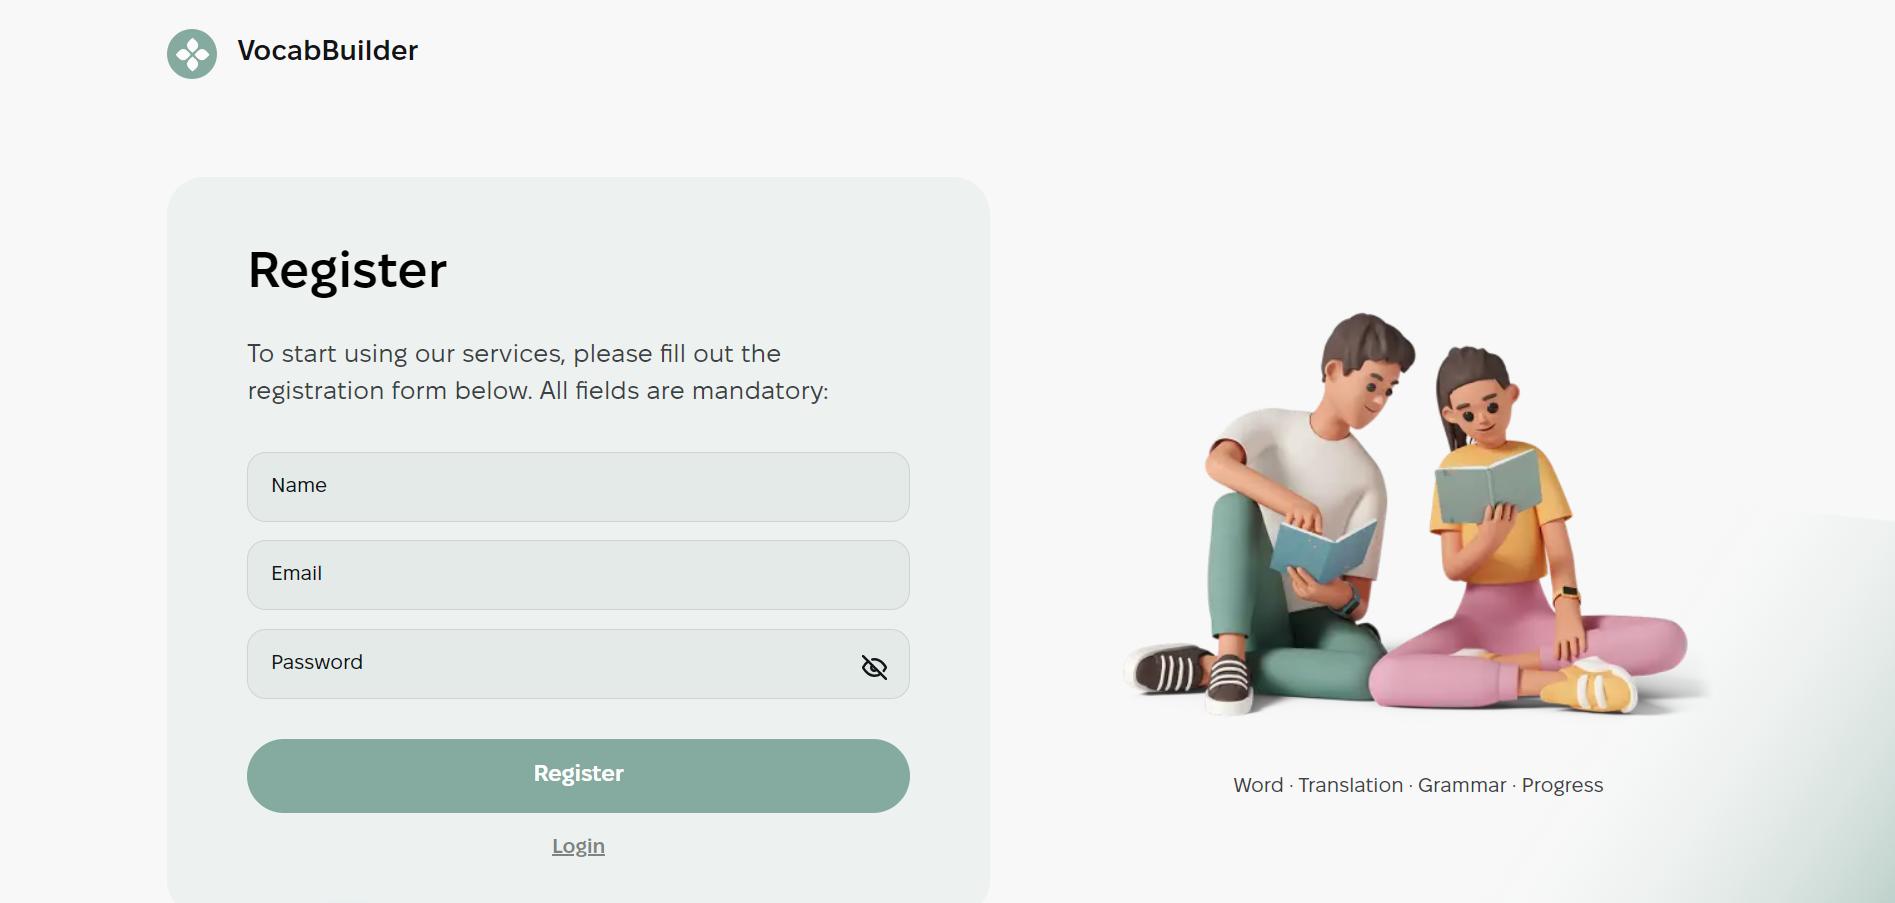 VocabBuilder
Register
To start using our services, please fill out the
registration form below. All fields are mandatory:
Name
Email
Password
Register
Login
Word · Translation · Grammar · Progress